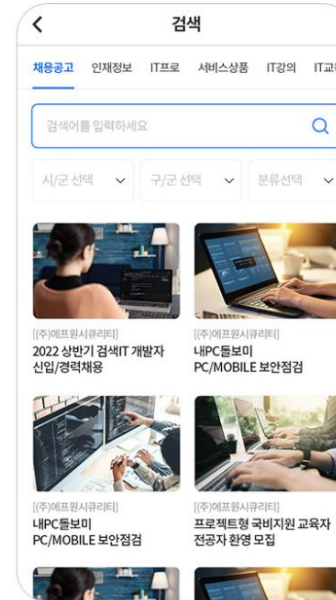 검색
채용공고 인재정보 IT프로 서비스상품 IT강의
검색어를 입력하세요
시/군 선택 구/군 선택 분류선택
[(주)에프원시큐리티]
2022 상반기 검색IT 개발자
신입/경력채용
[(주)에프원시큐리티]
내PC돌보미
PC/MOBILE 보안점검
[(주)에프원시큐리티]
내PC돌보미
PC/MOBILE 보안점검
[(주)에프원시큐리티]
프로젝트형 국비지원 교육자
전공자 환영 모집